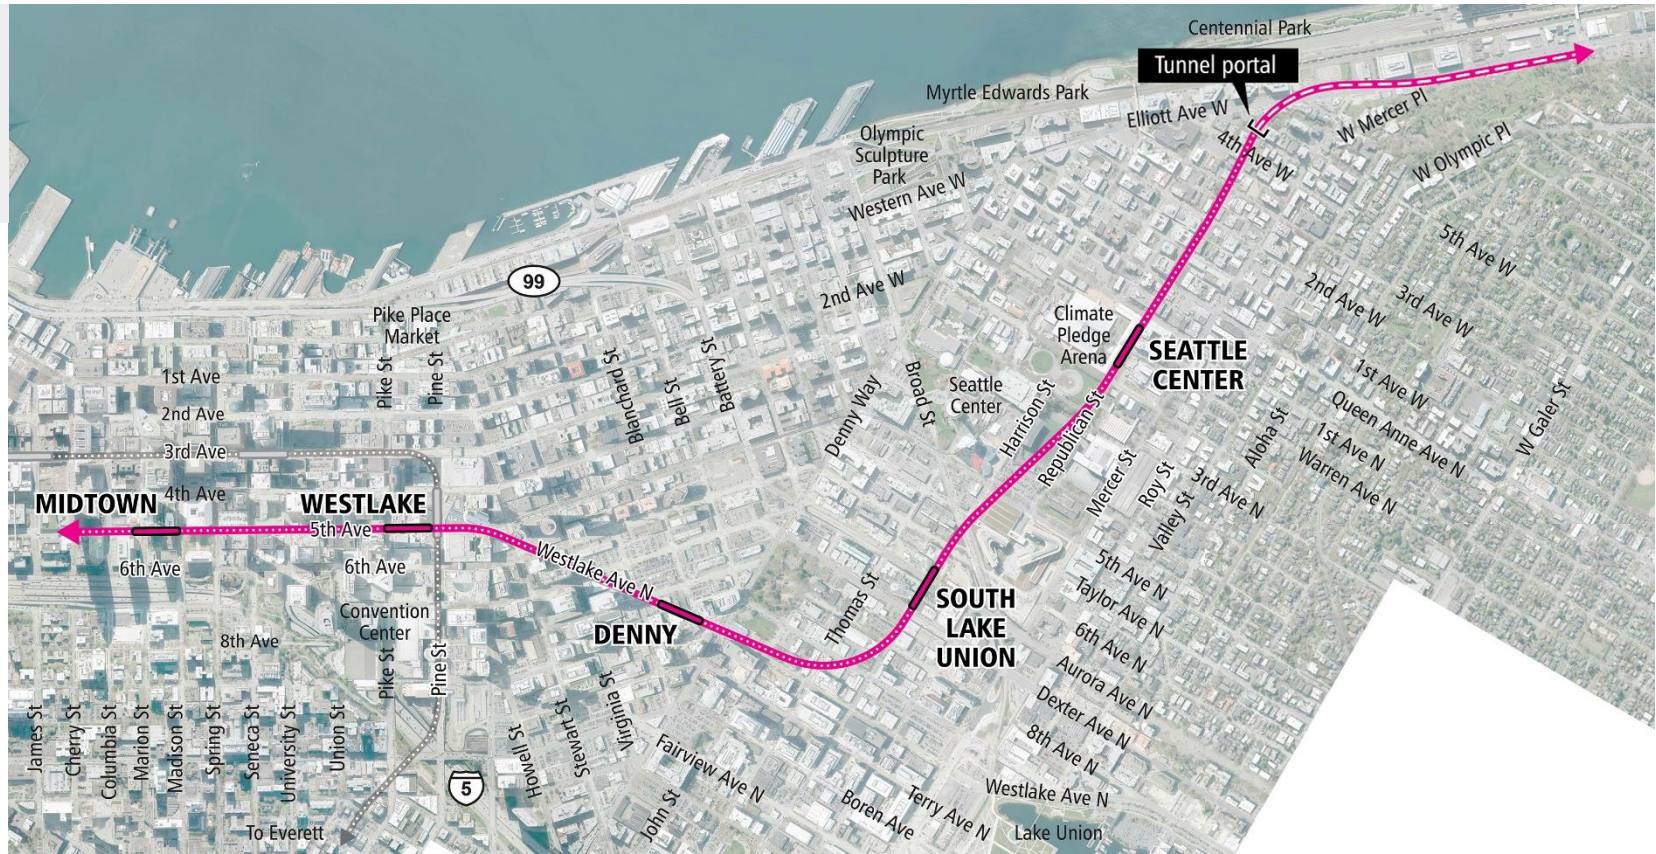 Centennial Park
Tunnel portal
Myrtle Edwards Park
Elliott Ave W
W Mercer Pl
4th Ave W
W Olympic Pl
Olympic
Sculpture
Park
Western Ave W
5th Ave W
99
2nd Ave W
2nd Ave W
3rd Ave W
Pike Place
Market
Climate
Pledge
Arena
SEATTLE
CENTER
1st Ave
Pike St
Pine St
Blanchard St
Bell St
Battery St
Denny Way
Broad St
Seattle
Center
Harrison St
Republican St
1st Ave W
Queen Anne Ave N
W Galer St
2nd Ave
Aloha St
1st Ave N
Warren Ave N
3rd Ave
Mercer St
Roy St
Valley St
3rd Ave N
MIDTOWN
4th Ave
WESTLAKE
5th Ave
6th Ave
6th Ave
Westlake Ave N
5th Ave N
Taylor Ave N
6th Ave N
Aurora Ave N
Dexter Ave N
8th Ave N
Convention
Center
DENNY
Thomas St
SOUTH
LAKE
UNION
8th Ave
Pike St
Pine St
James St
Cherry St
Columbia St
Marion St
Madison St
Spring St
Seneca St
University St
Union St
5
Howell St
Stewart St
Virginia St
Fairview Ave N
John St
Boren Ave
Terry Ave N
Westlake Ave N
Lake Union
To Everett